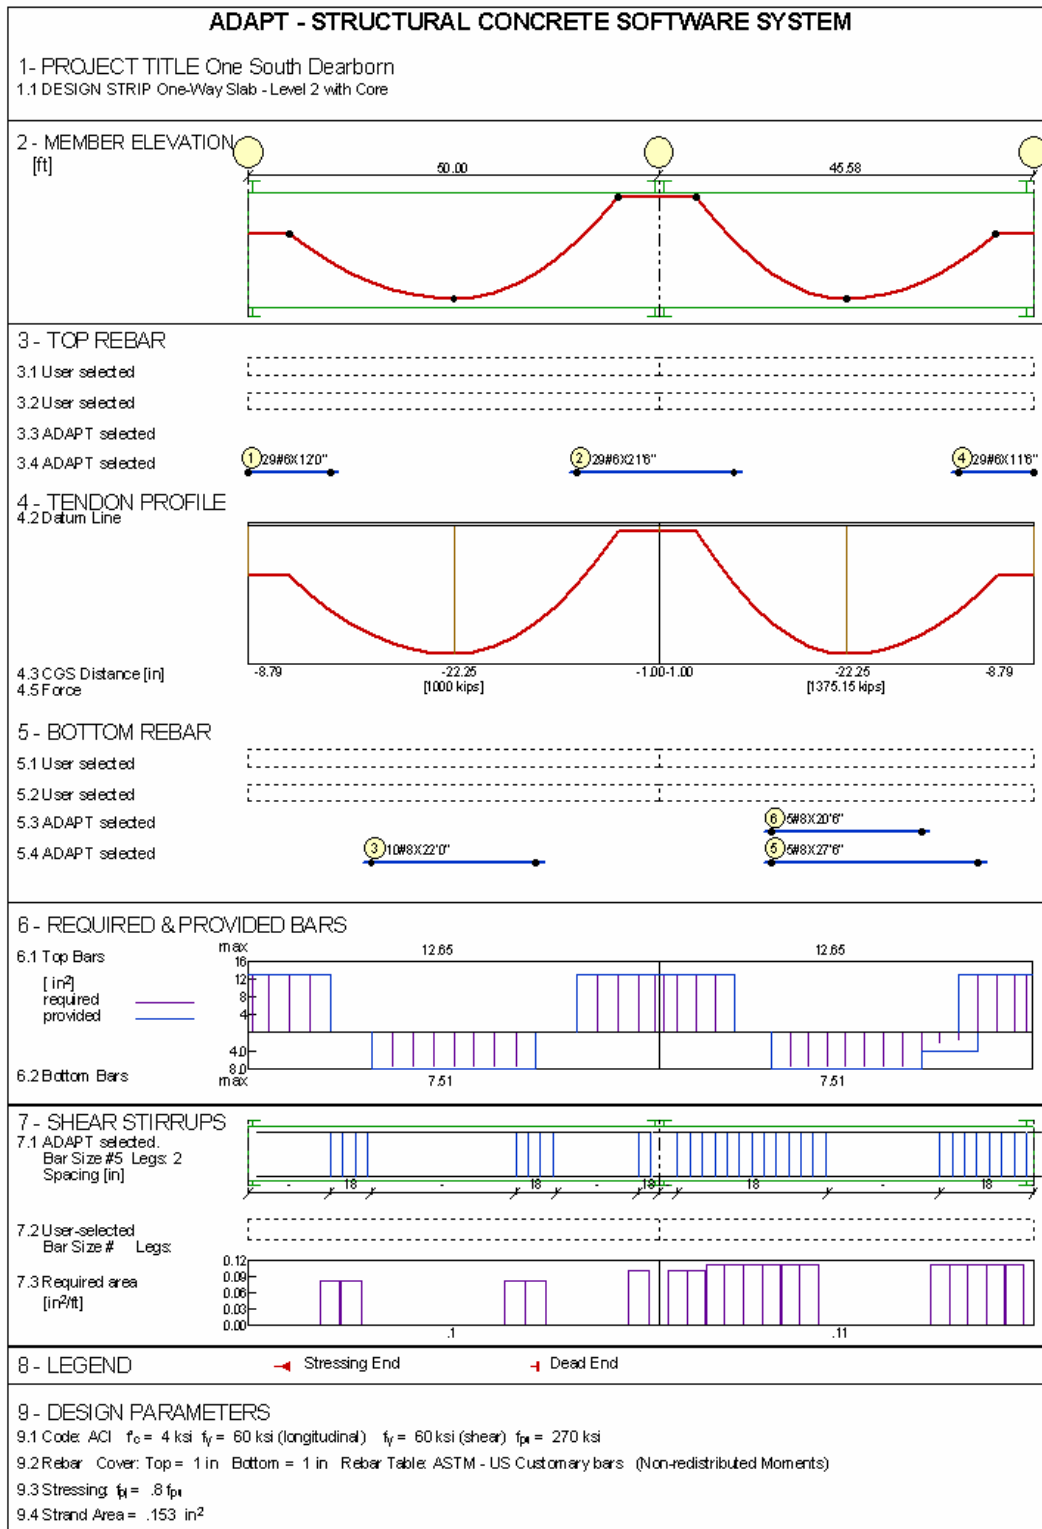 ADAPT - STRUCTURAL CONCRETE SOFTWARE SYSTEM
1- PROJECT TITLE One South Dearborn
1.1 DESIGN STRIP One-Way Slab - Level 2 with Core
2 - MEMBER ELEVATION
[ft]
50.00 45.58
3 - TOP REBAR
3.1 User selected
3.2 User selected
3.3 ADAPT selected
3.4 ADAPT selected
1 29#6X12'0" 2 29#6X21'6" 4 29#6X11'6"
4 - TENDON PROFILE
4.2 Datum Line
4.3 CGS Distance [in] -8.79 -22.25 -1.00-1.00 -22.25 -8.79
4.5 Force [1000 kips] [1375.15 kips]
5 - BOTTOM REBAR
5.1 User selected
5.2 User selected
5.3 ADAPT selected 6 5#8X20'6"
5.4 ADAPT selected 3 10#8X22'0" 5 5#8X27'6"
6 - REQUIRED & PROVIDED BARS
6.1 Top Bars
max 12.65 12.65
16
12
8
4
[ in²]
required
provided
4.0
8.0
6.2 Bottom Bars
max 7.51 7.51
7 - SHEAR STIRRUPS
7.1 ADAPT selected.
Bar Size #5 Legs: 2
Spacing [in]
- 18 - 18 - 18 - 18 - 18
7.2 User-selected
Bar Size # Legs:
7.3 Required area
[in²/ft]
0.12
0.09
0.06
0.03
0.00
.1 .11
8 - LEGEND Stressing End Dead End
9 - DESIGN PARAMETERS
9.1 Code: ACI f'c = 4 ksi fy = 60 ksi (longitudinal) fy = 60 ksi (shear) fpu = 270 ksi
9.2 Rebar Cover: Top = 1 in Bottom = 1 in Rebar Table: ASTM - US Customary bars (Non-redistributed Moments)
9.3 Stressing: fpj = .8 fpu
9.4 Strand Area = .153 in²